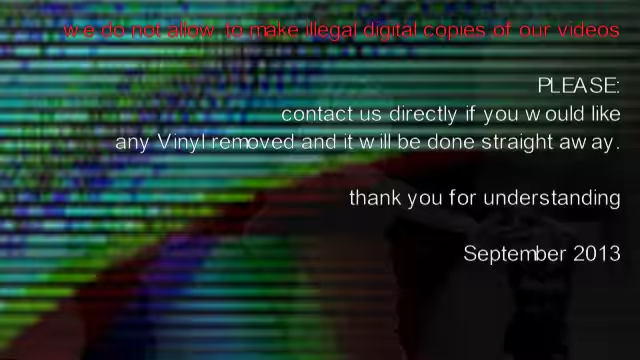 we do not allow to make illegal digital copies of our videos
PLEASE:
contact us directly if you would like
any Vinyl removed and it will be done straight away.
thank you for understanding
September 2013